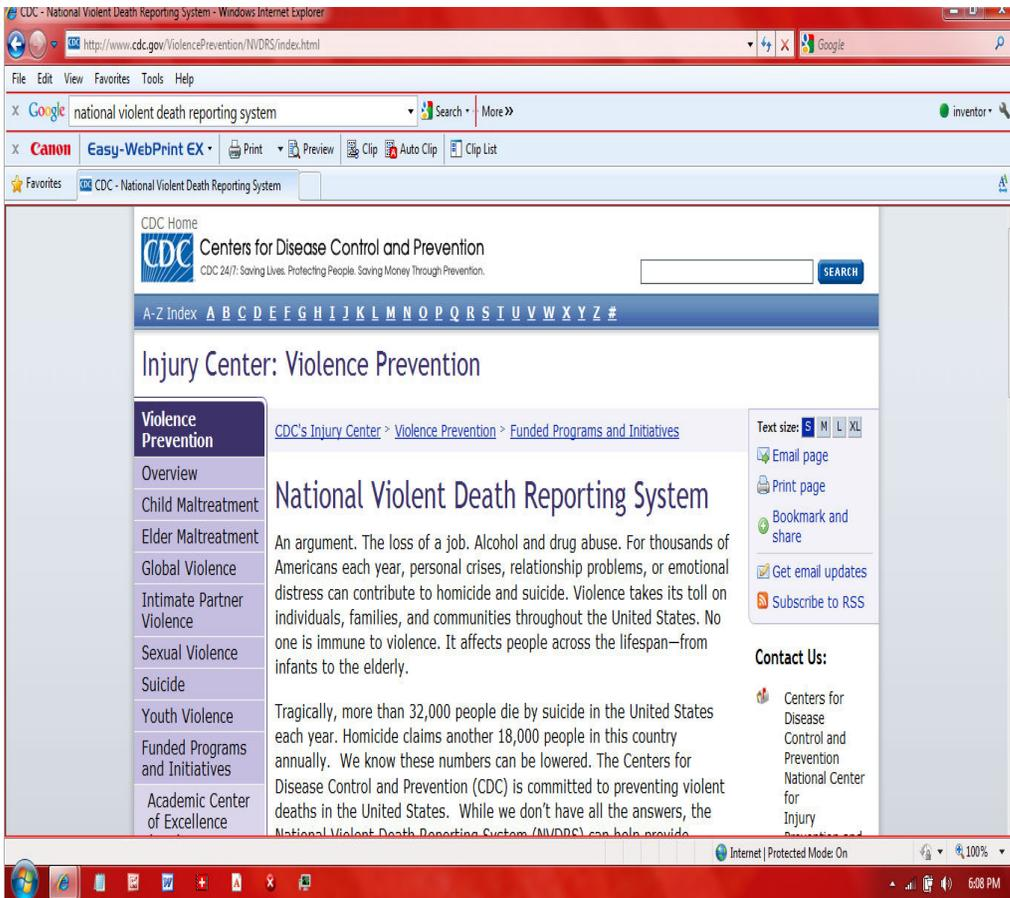 CDC - National Violent Death Reporting System - Windows Internet Explorer
http://www.cdc.gov/ViolencePrevention/NVDRS/index.html
Google
File Edit View Favorites Tools Help
x Google national violent death reporting system Search More »
inventor
x Canon Easy-WebPrint EX Print Preview Clip Auto Clip Clip List
Favorites CDC - National Violent Death Reporting System
CDC Home
CDC Centers for Disease Control and Prevention
CDC 24/7: Saving Lives. Protecting People. Saving Money Through Prevention.
SEARCH
A-Z Index A B C D E F G H I J K L M N O P Q R S T U V W X Y Z #
Injury Center: Violence Prevention
Violence
Prevention
Overview
Child Maltreatment
Elder Maltreatment
Global Violence
Intimate Partner
Violence
Sexual Violence
Suicide
Youth Violence
Funded Programs
and Initiatives
Academic Center
of Excellence
CDC's Injury Center > Violence Prevention > Funded Programs and Initiatives
National Violent Death Reporting System
An argument. The loss of a job. Alcohol and drug abuse. For thousands of
Americans each year, personal crises, relationship problems, or emotional
distress can contribute to homicide and suicide. Violence takes its toll on
individuals, families, and communities throughout the United States. No
one is immune to violence. It affects people across the lifespan—from
infants to the elderly.
Tragically, more than 32,000 people die by suicide in the United States
each year. Homicide claims another 18,000 people in this country
annually. We know these numbers can be lowered. The Centers for
Disease Control and Prevention (CDC) is committed to preventing violent
deaths in the United States. While we don't have all the answers, the
National Violent Death Reporting System (NVDRS) can help provide
Text size: S M L XL
Email page
Print page
Bookmark and
share
Get email updates
Subscribe to RSS
Contact Us:
Centers for
Disease
Control and
Prevention
National Center
for
Injury
Prevention and
Internet | Protected Mode: On
100%
6:08 PM